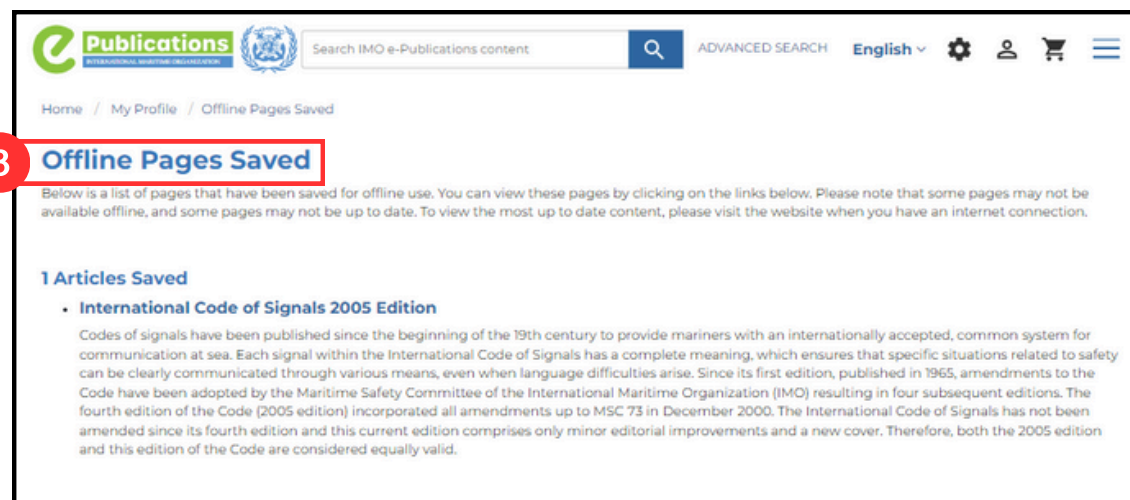 Publications
INTERNATIONAL MARITIME ORGANIZATION
Search IMO e-Publications content
ADVANCED SEARCH
English
Home / My Profile / Offline Pages Saved
3
Offline Pages Saved
Below is a list of pages that have been saved for offline use. You can view these pages by clicking on the links below. Please note that some pages may not be
available offline, and some pages may not be up to date. To view the most up to date content, please visit the website when you have an internet connection.
1 Articles Saved
• International Code of Signals 2005 Edition
Codes of signals have been published since the beginning of the 19th century to provide mariners with an internationally accepted, common system for
communication at sea. Each signal within the International Code of Signals has a complete meaning, which ensures that specific situations related to safety
can be clearly communicated through various means, even when language difficulties arise. Since its first edition, published in 1965, amendments to the
Code have been adopted by the Maritime Safety Committee of the International Maritime Organization (IMO) resulting in four subsequent editions. The
fourth edition of the Code (2005 edition) incorporated all amendments up to MSC 73 in December 2000. The International Code of Signals has not been
amended since its fourth edition and this current edition comprises only minor editorial improvements and a new cover. Therefore, both the 2005 edition
and this edition of the Code are considered equally valid.